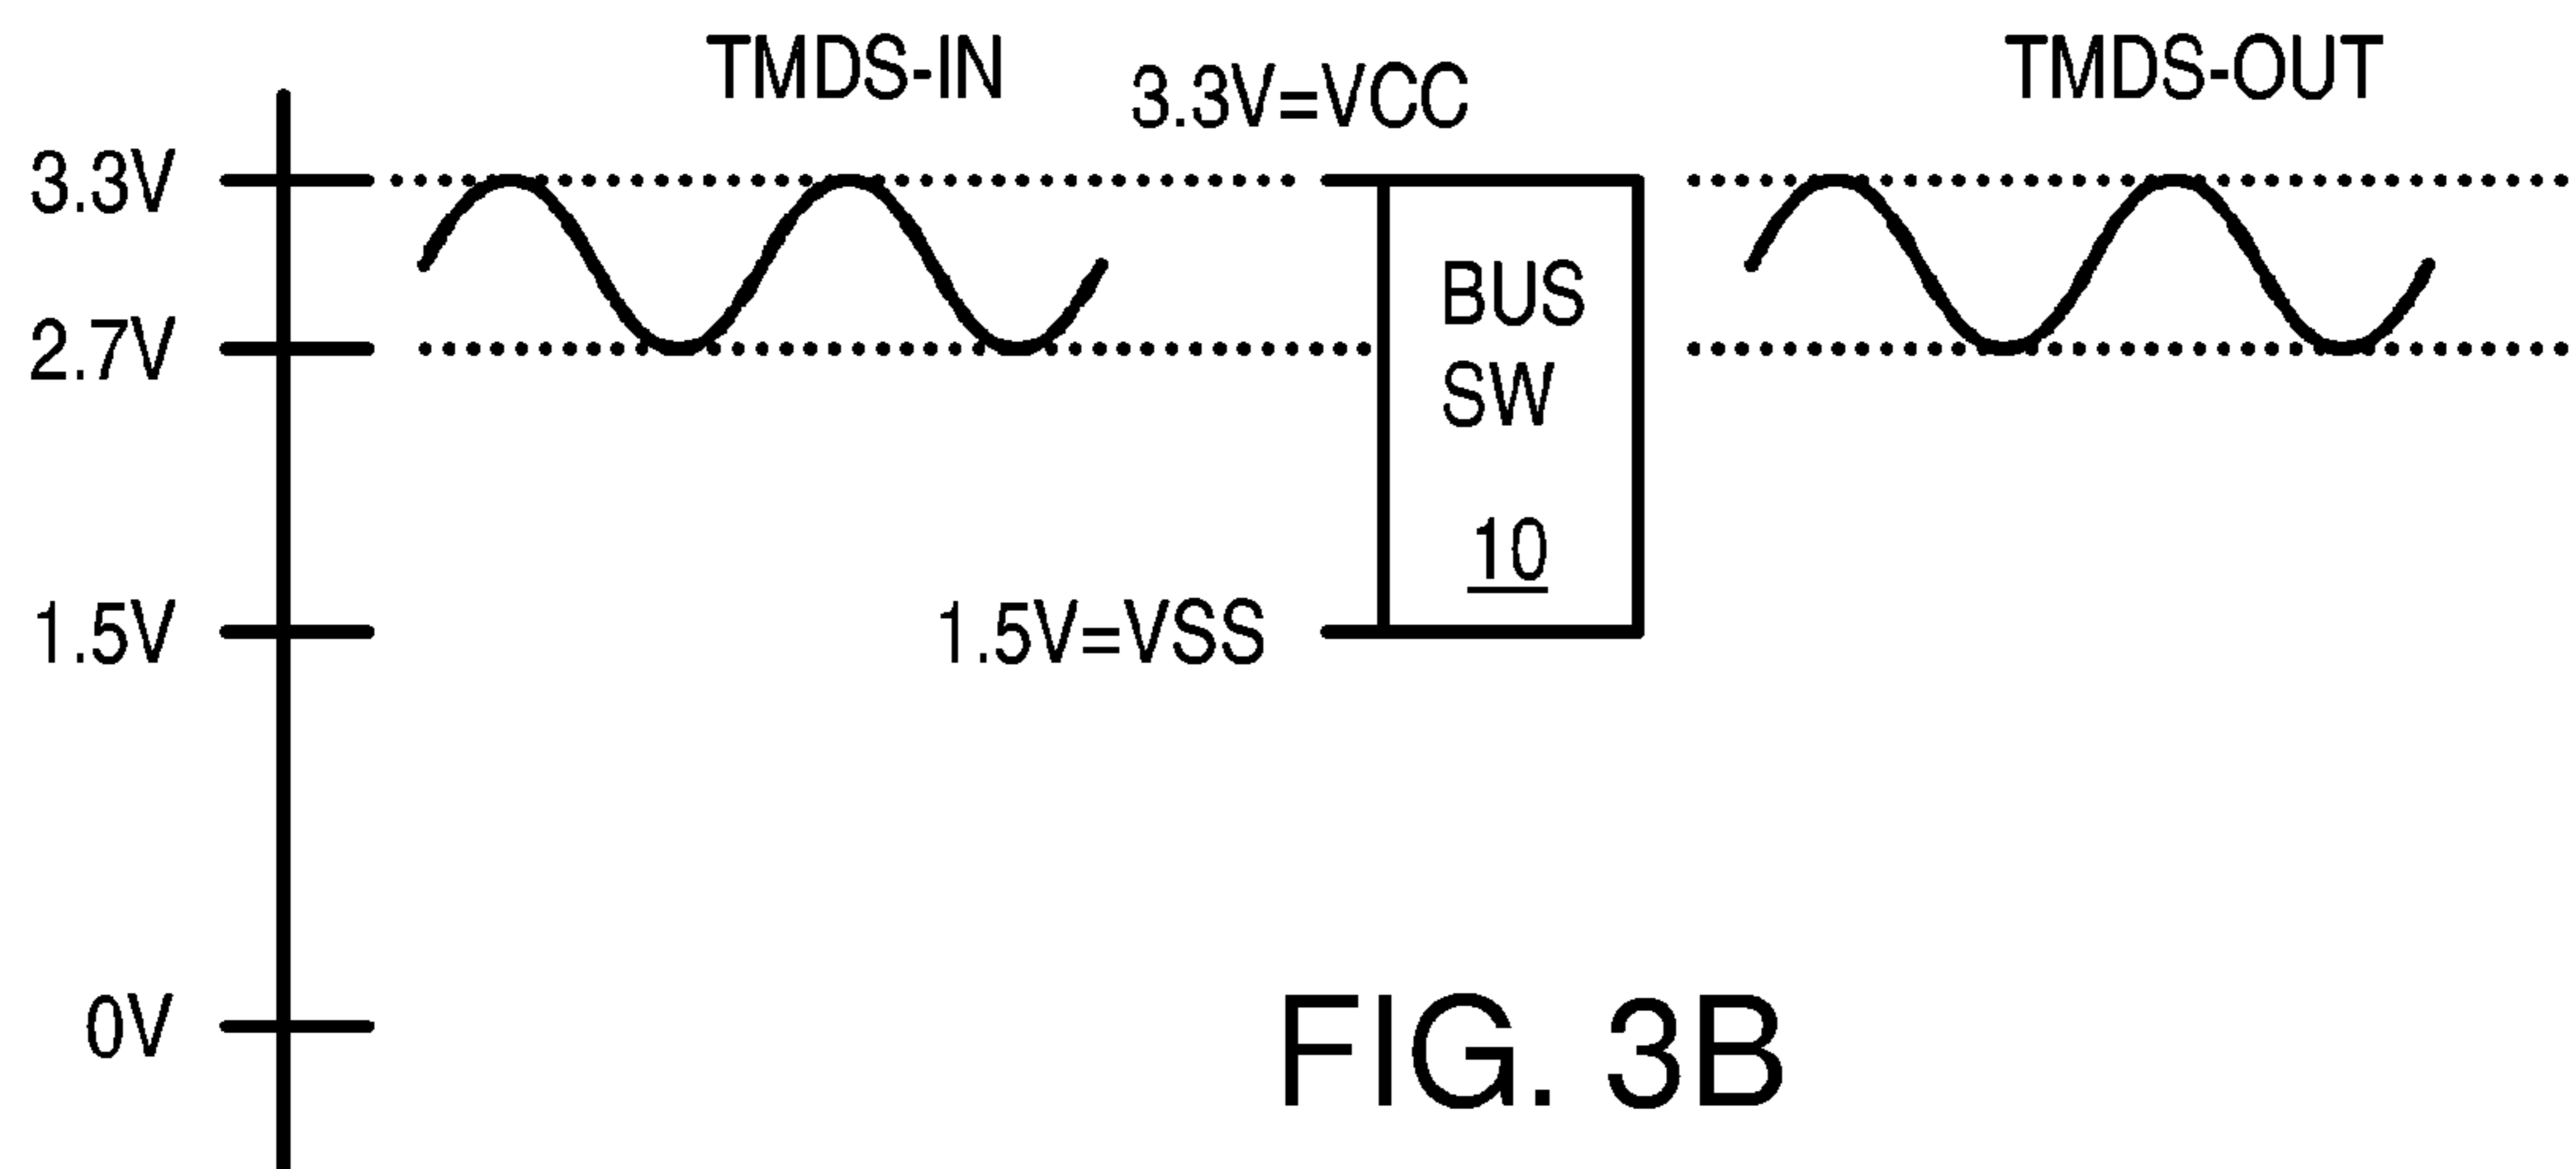 TMDS-IN
3.3V=VCC
TMDS-OUT
3.3V
2.7V
BUS
SW
10
1.5V
1.5V=VSS
0V
FIG. 3B